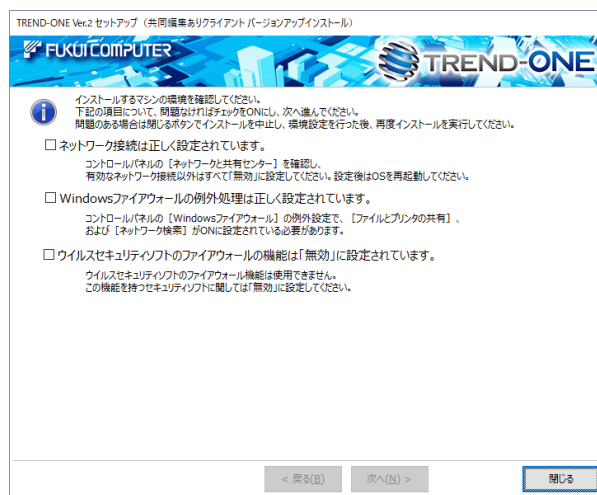 TREND-ONE Ver.2 セットアップ（共同編集ありクライアント バージョンアップインストール）
FUKUI COMPUTER
TREND-ONE
インストールするマシンの環境を確認してください。
下記の項目について、問題なければチェックをONにし、次へ進んでください。
問題のある場合は閉じるボタンでインストールを中止し、環境設定を行った後、再度インストールを実行してください。
ネットワーク接続は正しく設定されています。
コントロールパネルの［ネットワークと共有センター］を確認し、
有効なネットワーク接続以外はすべて「無効」に設定してください。設定後はOSを再起動してください。
Windowsファイアウォールの例外処理は正しく設定されています。
コントロールパネルの［Windowsファイアウォール］の例外設定で、［ファイルとプリンタの共有］、
および［ネットワーク検索］がONに設定されている必要があります。
ウイルスセキュリティソフトのファイアウォールの機能は「無効」に設定されています。
ウイルスセキュリティソフトのファイアウォール機能は使用できません。
この機能を持つセキュリティソフトに関しては「無効」に設定してください。
< 戻る(B) 次へ(N) > 閉じる